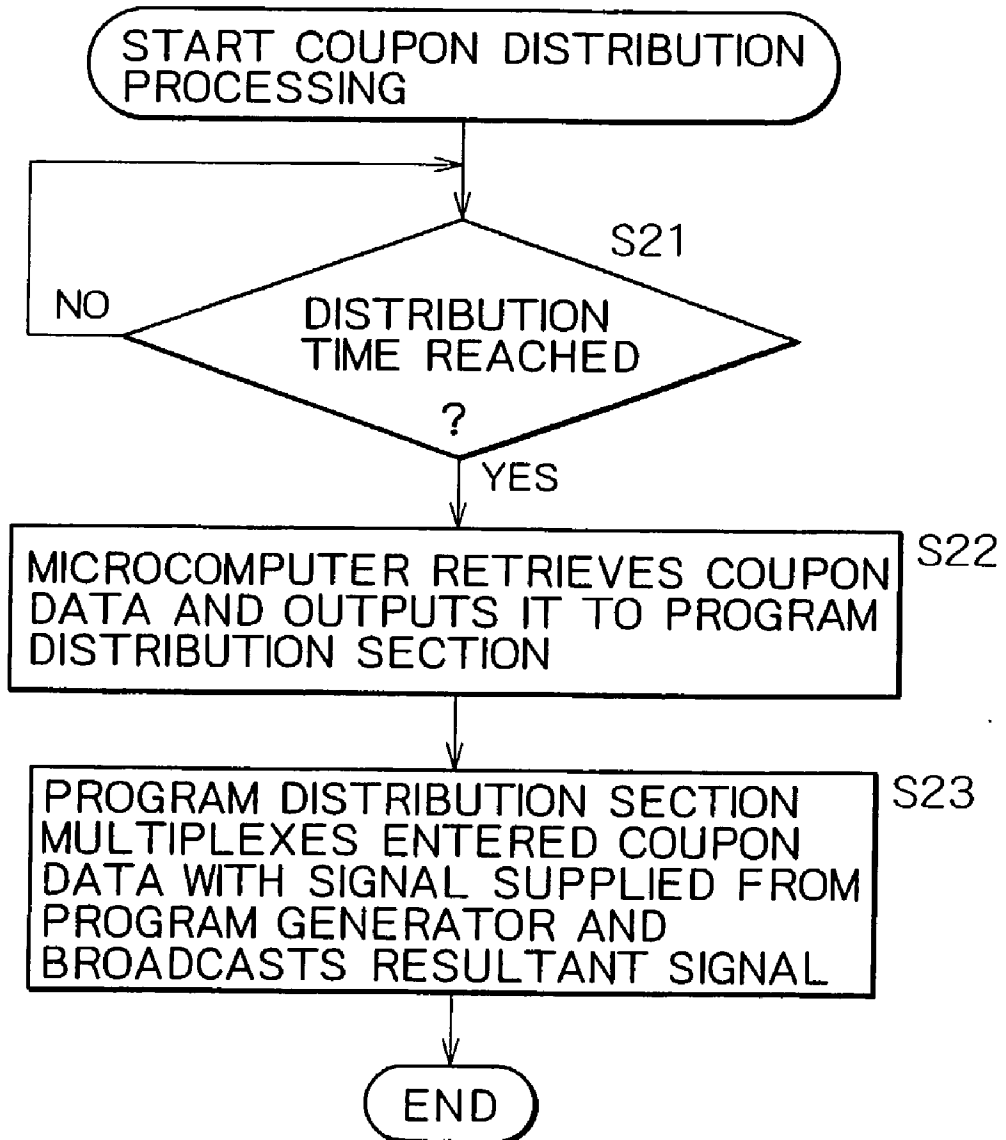 START COUPON DISTRIBUTION
PROCESSING
S21
NO
DISTRIBUTION
TIME REACHED
?
YES
S22
MICROCOMPUTER RETRIEVES COUPON
DATA AND OUTPUTS IT TO PROGRAM
DISTRIBUTION SECTION
S23
PROGRAM DISTRIBUTION SECTION
MULTIPLEXES ENTERED COUPON
DATA WITH SIGNAL SUPPLIED FROM
PROGRAM GENERATOR AND
BROADCASTS RESULTANT SIGNAL
END